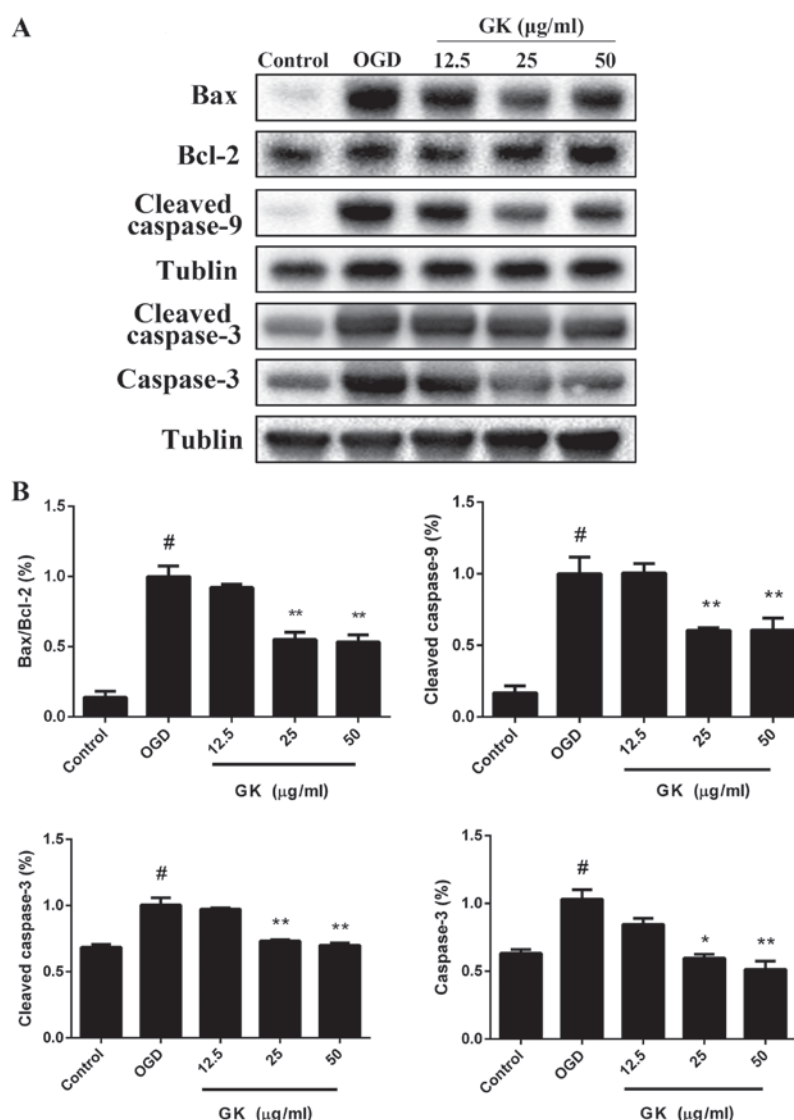 A
GK (μg/ml)
Control OGD 12.5 25 50
Bax
Bcl-2
Cleaved
caspase-9
Tublin
Cleaved
caspase-3
Caspase-3
Tublin
B
Bax/Bcl-2 (%)
1.5
1.0
0.5
0.0
#
**
**
Control
OGD
12.5
25
50
GK (μg/ml)
Cleaved caspase-9 (%)
1.5
1.0
0.5
0.0
#
**
**
Control
OGD
12.5
25
50
GK (μg/ml)
Cleaved caspase-3 (%)
1.5
1.0
0.5
0.0
#
**
**
Control
OGD
12.5
25
50
GK (μg/ml)
Caspase-3 (%)
1.5
1.0
0.5
0.0
#
*
**
Control
OGD
12.5
25
50
GK (μg/ml)